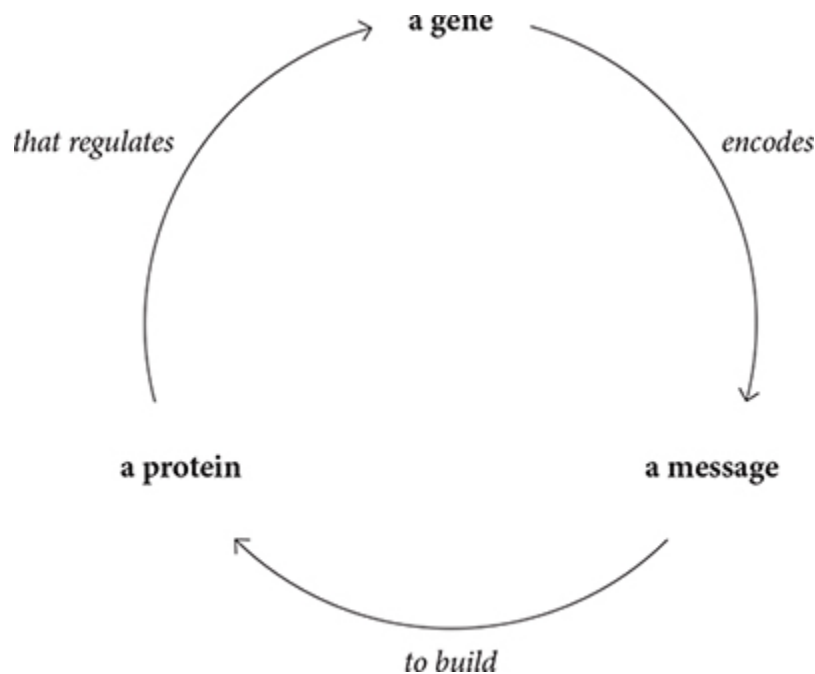 a gene
encodes
a message
to build
a protein
that regulates